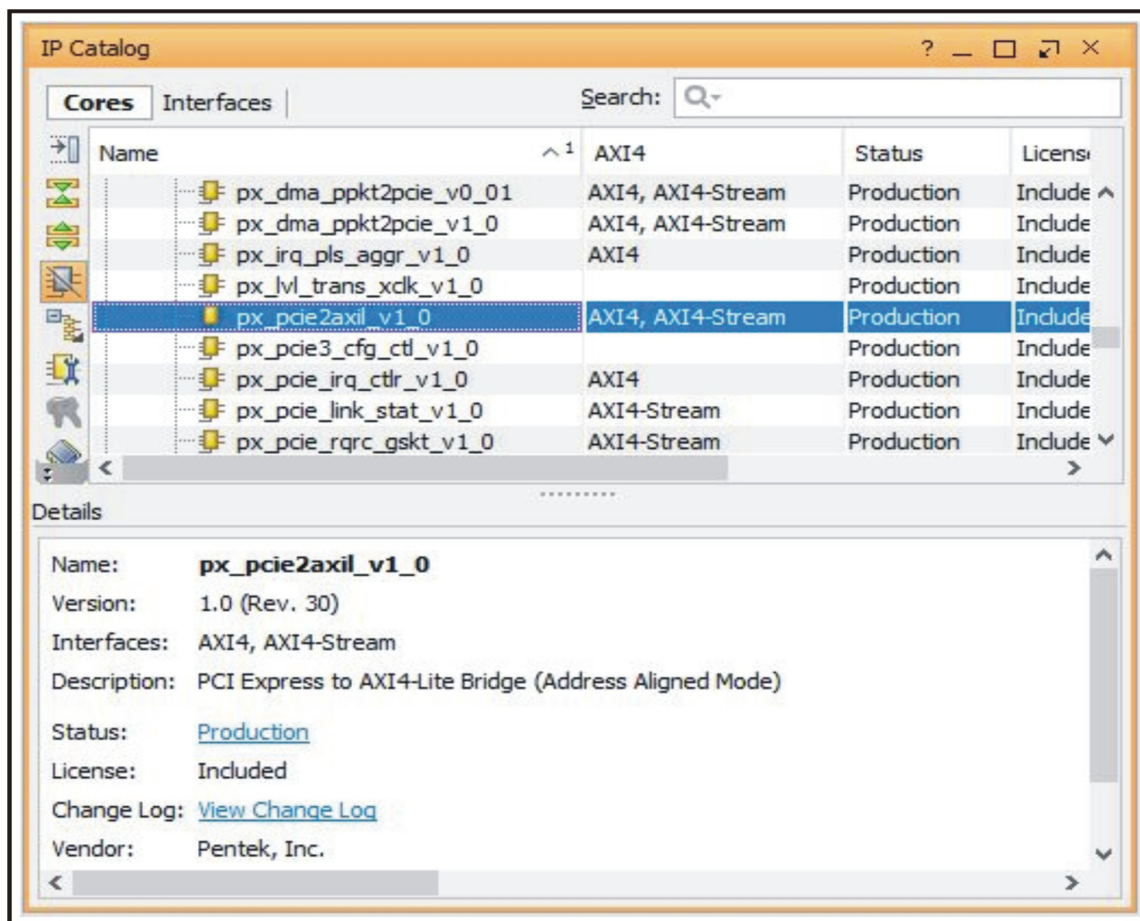 IP Catalog ?
Cores Interfaces Search:
Name 1 AXI4 Status License
px_dma_ppkt2pcie_v0_01 AXI4, AXI4-Stream Production Include
px_dma_ppkt2pcie_v1_0 AXI4, AXI4-Stream Production Include
px_irq_pls_aggr_v1_0 AXI4 Production Include
px_lvl_trans_xclk_v1_0 Production Include
px_pcie2axil_v1_0 AXI4, AXI4-Stream Production Include
px_pcie3_cfg_ctl_v1_0 Production Include
px_pcie_irq_ctlr_v1_0 AXI4 Production Include
px_pcie_link_stat_v1_0 AXI4-Stream Production Include
px_pcie_rqrc_gskt_v1_0 AXI4-Stream Production Include
Details
Name: px_pcie2axil_v1_0
Version: 1.0 (Rev. 30)
Interfaces: AXI4, AXI4-Stream
Description: PCI Express to AXI4-Lite Bridge (Address Aligned Mode)
Status: Production
License: Included
Change Log: View Change Log
Vendor: Pentek, Inc.